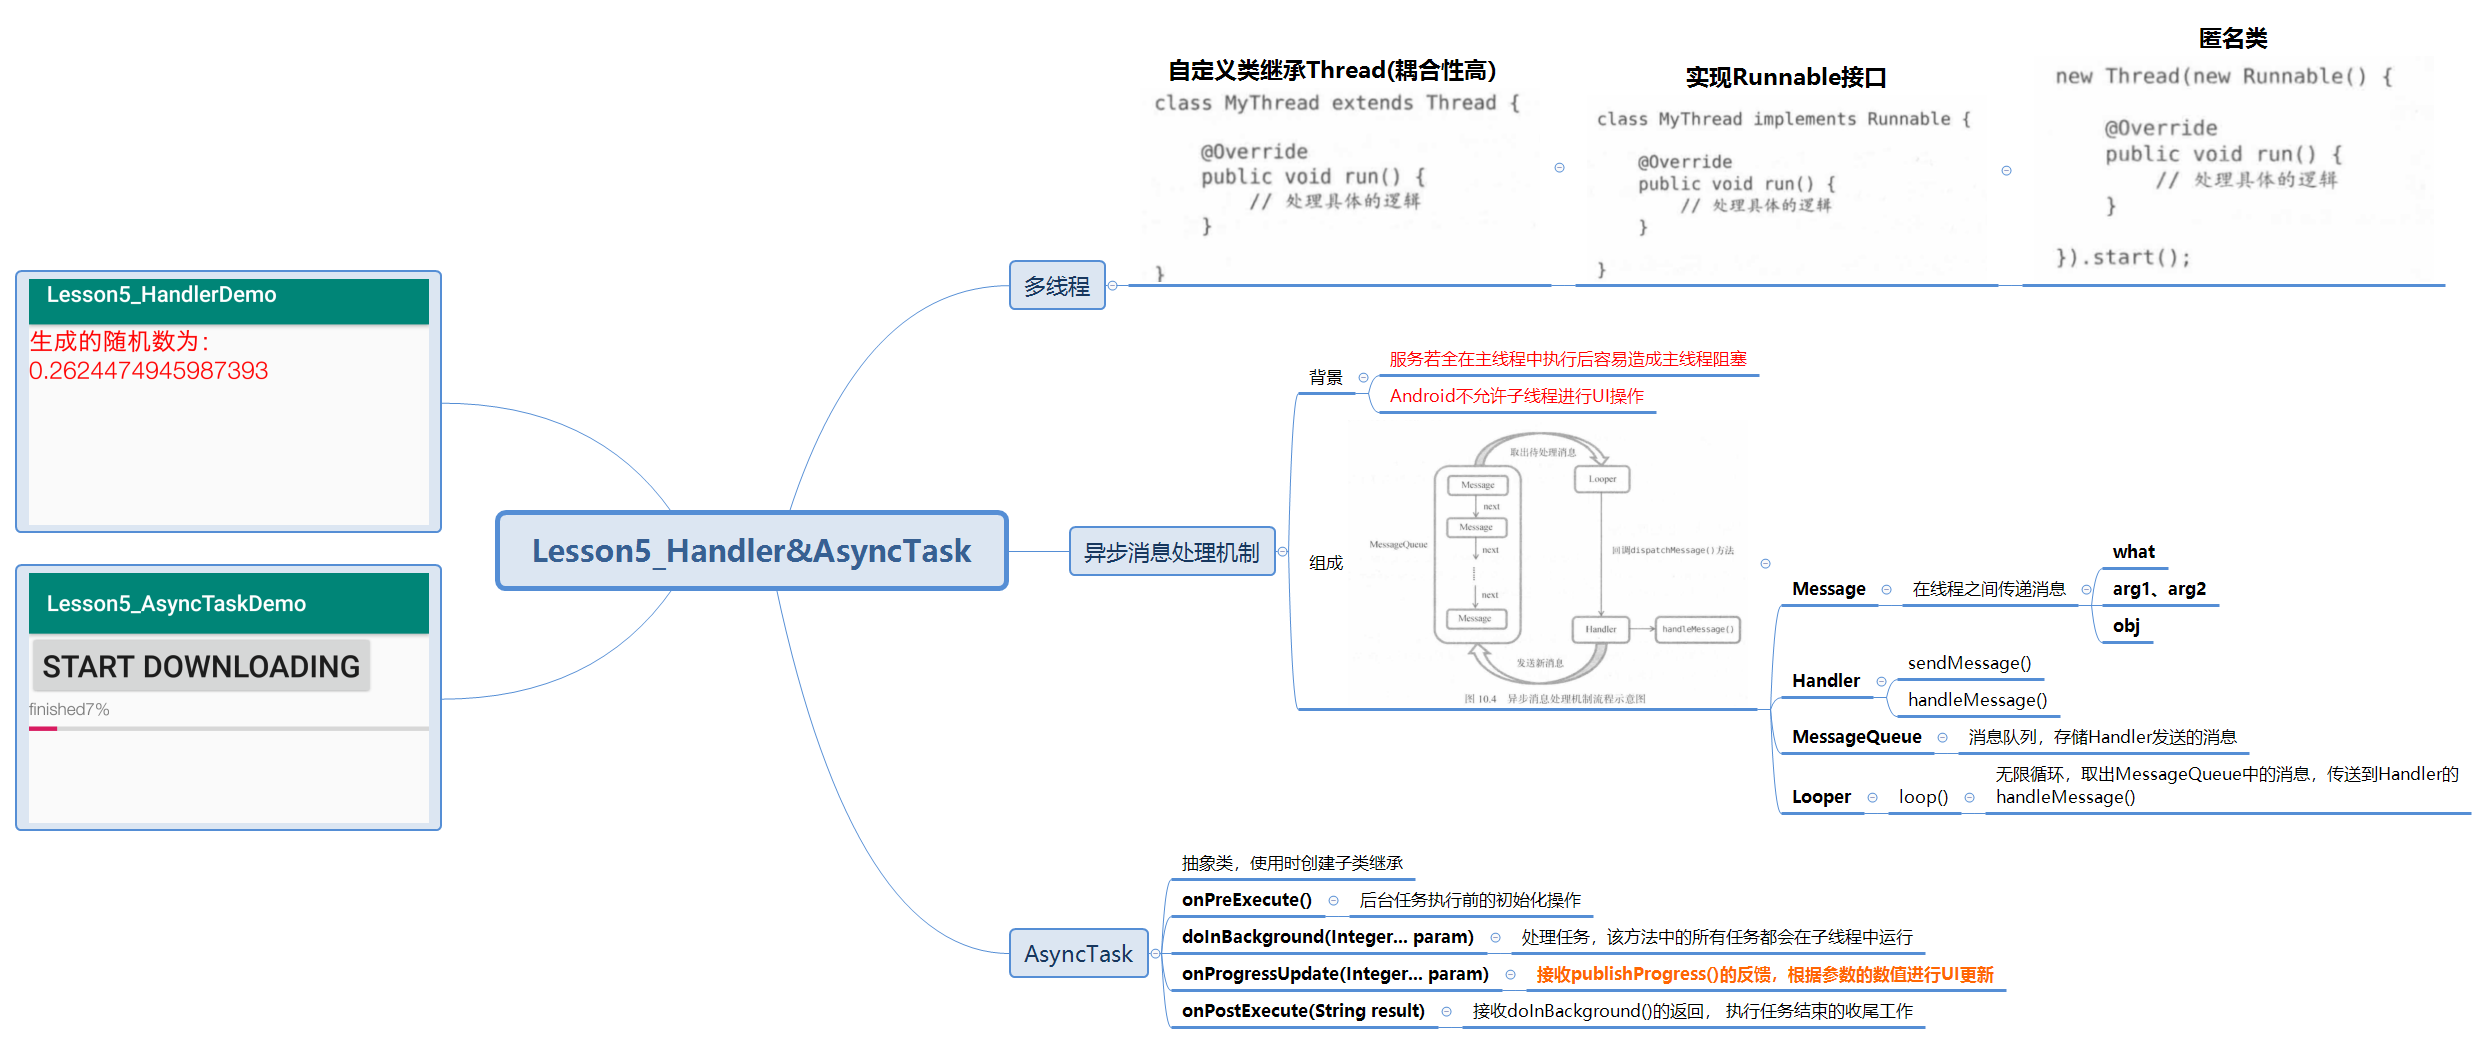 Lesson5_Handler&AsyncTask
Lesson5_HandlerDemo
生成的随机数为：
0.2624474945987393
Lesson5_AsyncTaskDemo
START DOWNLOADING
finished7%
多线程
自定义类继承Thread(耦合性高)
class MyThread extends Thread {
@Override
public void run() {
// 处理具体的逻辑
}
}
实现Runnable接口
class MyThread implements Runnable {
@Override
public void run() {
// 处理具体的逻辑
}
}
匿名类
new Thread(new Runnable() {
@Override
public void run() {
// 处理具体的逻辑
}
}).start();
异步消息处理机制
背景
服务若全在主线程中执行后容易造成主线程阻塞
Android不允许子线程进行UI操作
组成
取出待处理消息
Message
next
Message
next
next
Message
MessageQueue
Looper
回调dispatchMessage()方法
Handler
handleMessage()
发送新消息
图 10.4 异步消息处理机制流程示意图
Message
在线程之间传递消息
what
arg1、arg2
obj
Handler
sendMessage()
handleMessage()
MessageQueue
消息队列，存储Handler发送的消息
Looper
loop()
无限循环，取出MessageQueue中的消息，传送到Handler的
handleMessage()
AsyncTask
抽象类，使用时创建子类继承
onPreExecute()
后台任务执行前的初始化操作
doInBackground(Integer... param)
处理任务，该方法中的所有任务都会在子线程中运行
onProgressUpdate(Integer... param)
接收publishProgress()的反馈，根据参数的数值进行UI更新
onPostExecute(String result)
接收doInBackground()的返回， 执行任务结束的收尾工作